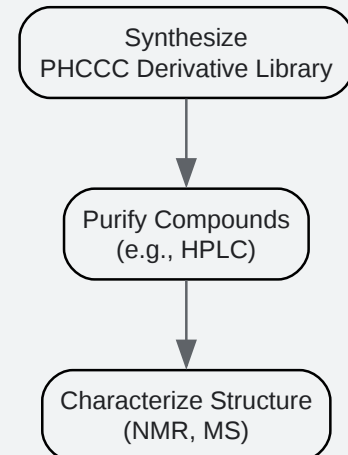 Synthesize
PHCCC Derivative Library
Purify Compounds
(e.g., HPLC)
Characterize Structure
(NMR, MS)